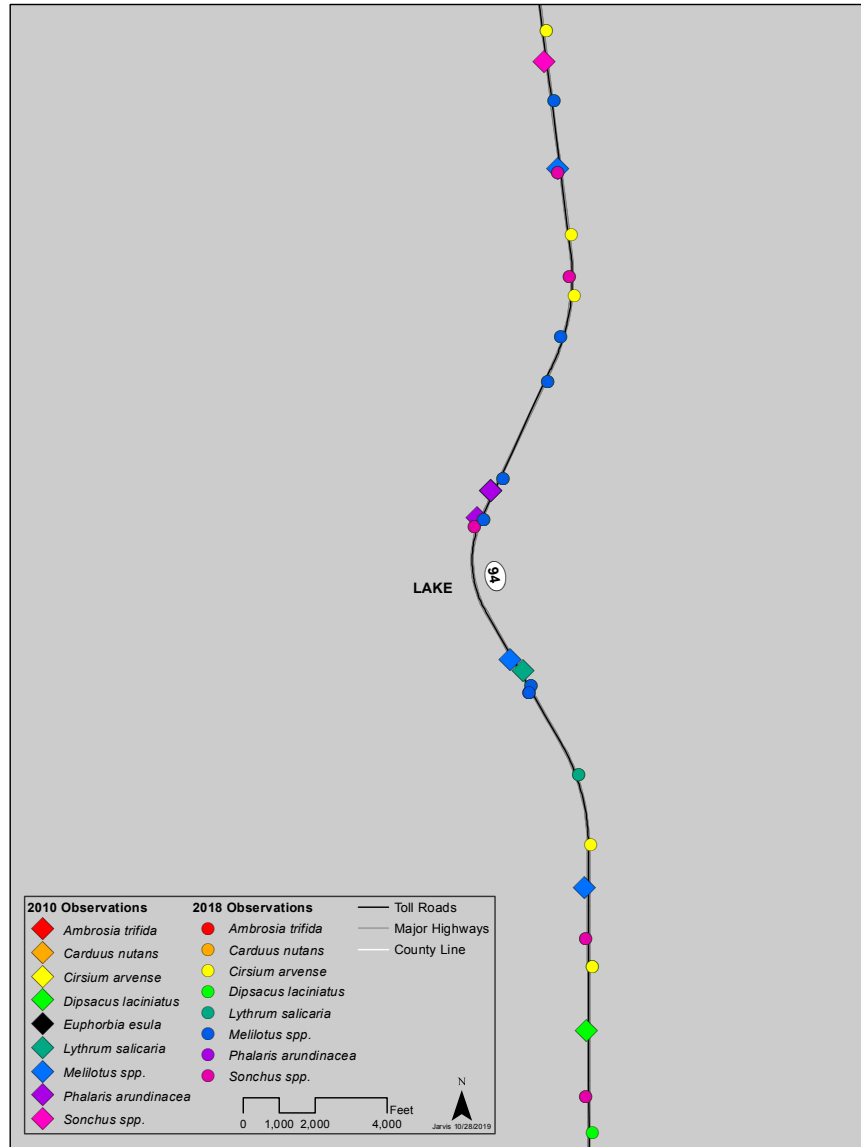 94
LAKE
2010 Observations
Ambrosia trifida
Carduus nutans
Cirsium arvense
Dipsacus laciniatus
Euphorbia esula
Lythrum salicaria
Melilotus spp.
Phalaris arundinacea
Sonchus spp.
2018 Observations
Ambrosia trifida
Carduus nutans
Cirsium arvense
Dipsacus laciniatus
Lythrum salicaria
Melilotus spp.
Phalaris arundinacea
Sonchus spp.
Toll Roads
Major Highways
County Line
Feet
0 1,000 2,000 4,000
N
Jarvis 10/28/2019